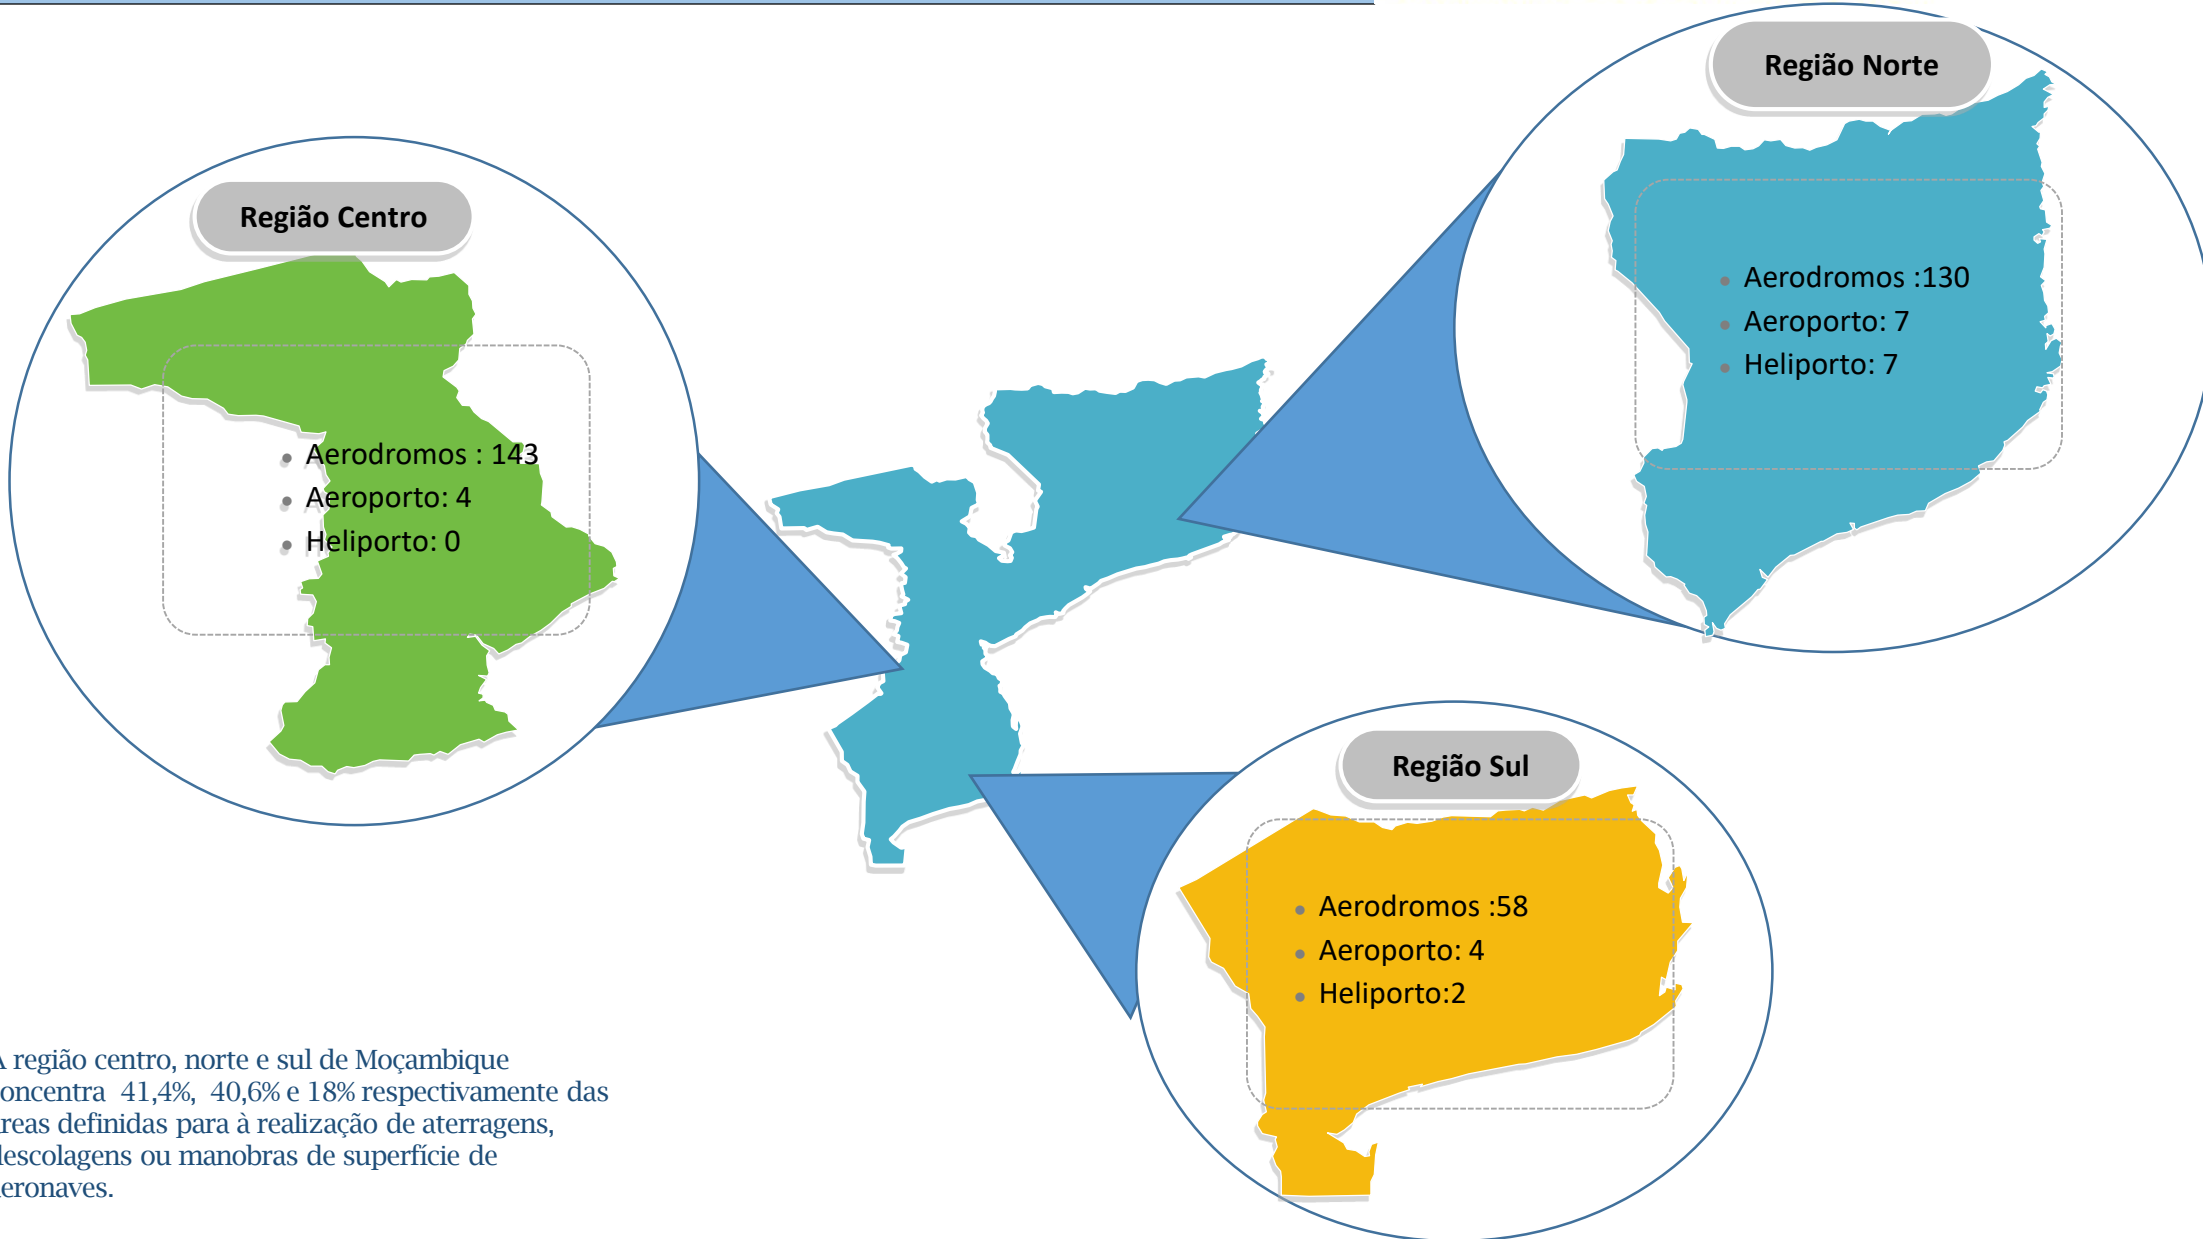 Região Norte
Aerodromos :130
Aeroporto: 7
Heliporto: 7
Região Centro
Aerodromos : 143
Aeroporto: 4
Heliporto: 0
Região Sul
Aerodromos :58
Aeroporto: 4
Heliporto:2
A região centro, norte e sul de Moçambique
oncentra 41,4%, 40,6% e 18% respectivamente das
reas definidas para à realização de aterragens,
lescolagens ou manobras de superfície de
eronaves.